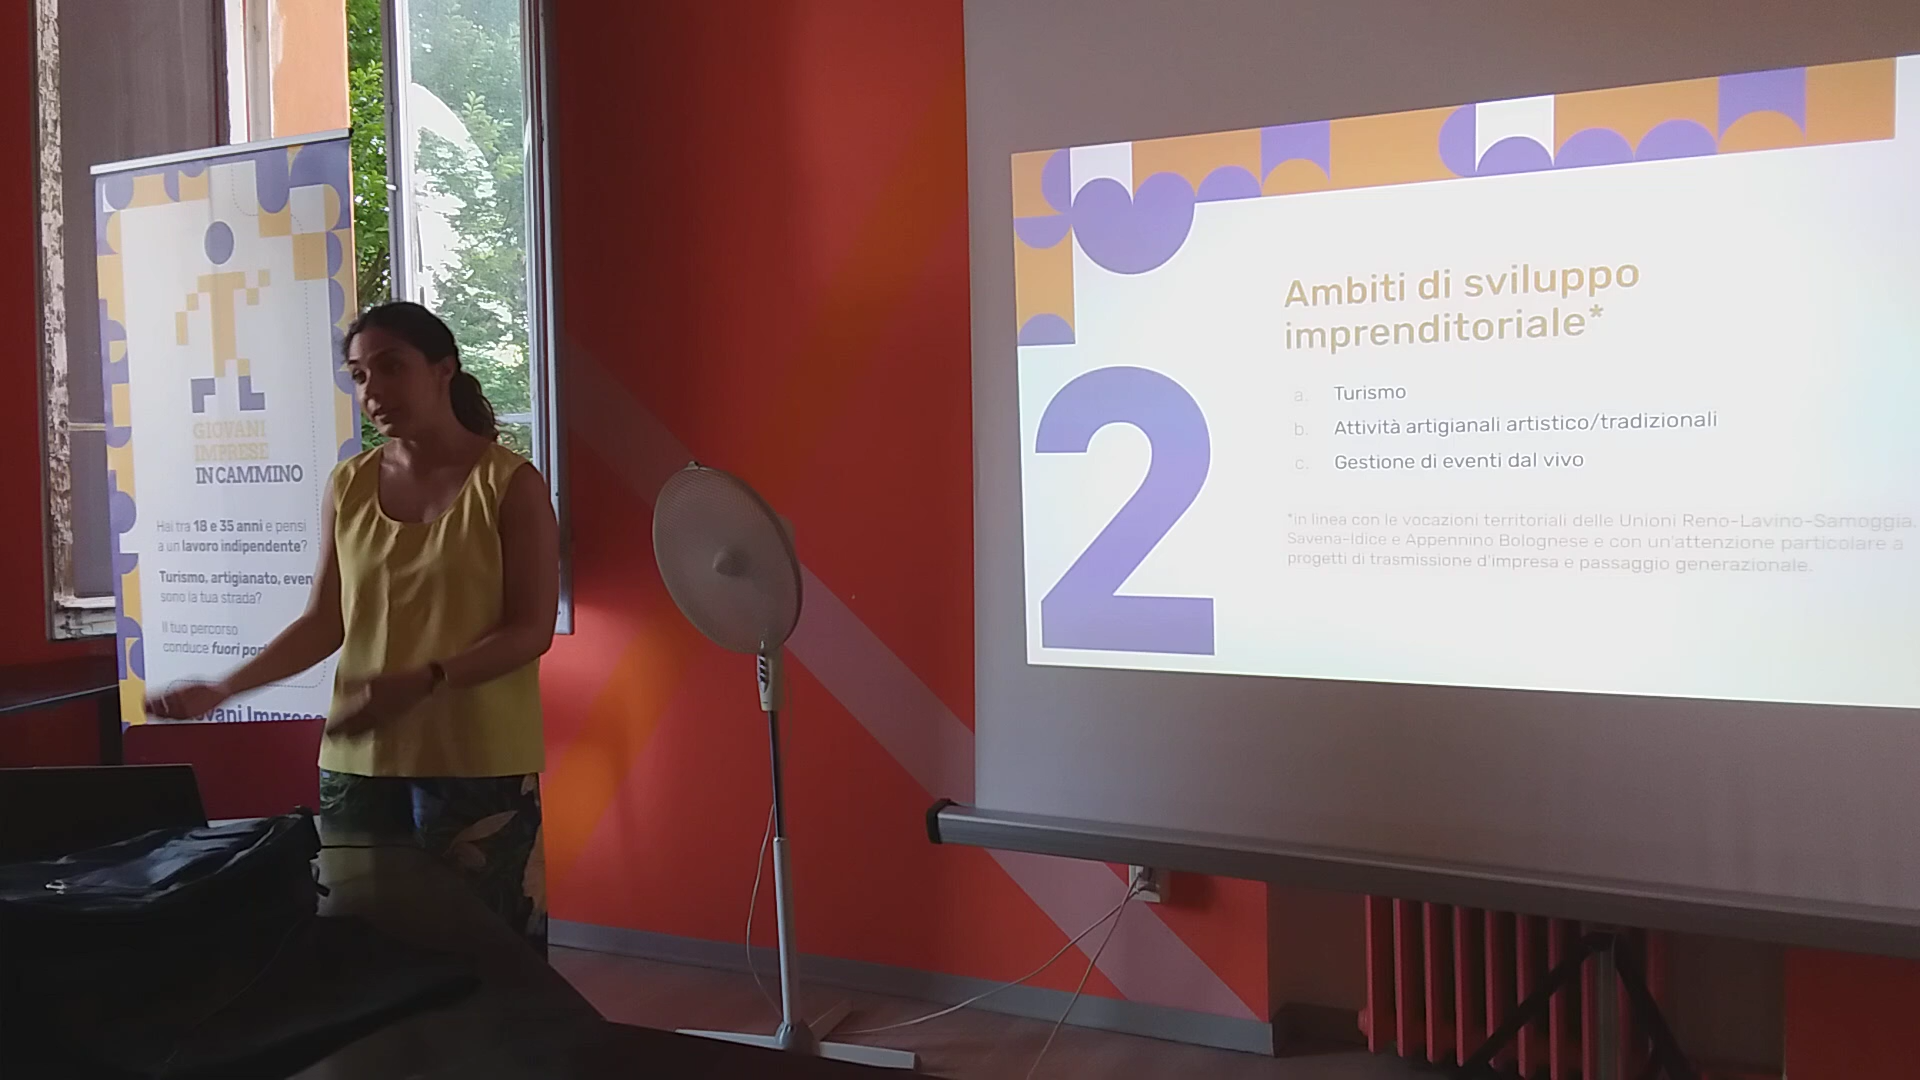 GIOVANI
IMPRESE
IN CAMMINO
Hai tra 18 e 35 anni e pensi
a un lavoro indipendente?
Turismo, artigianato, even
sono la tua strada?
Il tuo percorso
conduce fuori por
vani Imprese
Ambiti di sviluppo
imprenditoriale*
2
a. Turismo
b. Attività artigianali artistico/tradizionali
c. Gestione di eventi dal vivo
*in linea con le vocazioni territoriali delle Unioni Reno-Lavino-Samoggia,
Savena-Idice e Appennino Bolognese e con un'attenzione particolare a
progetti di trasmissione d'impresa e passaggio generazionale.